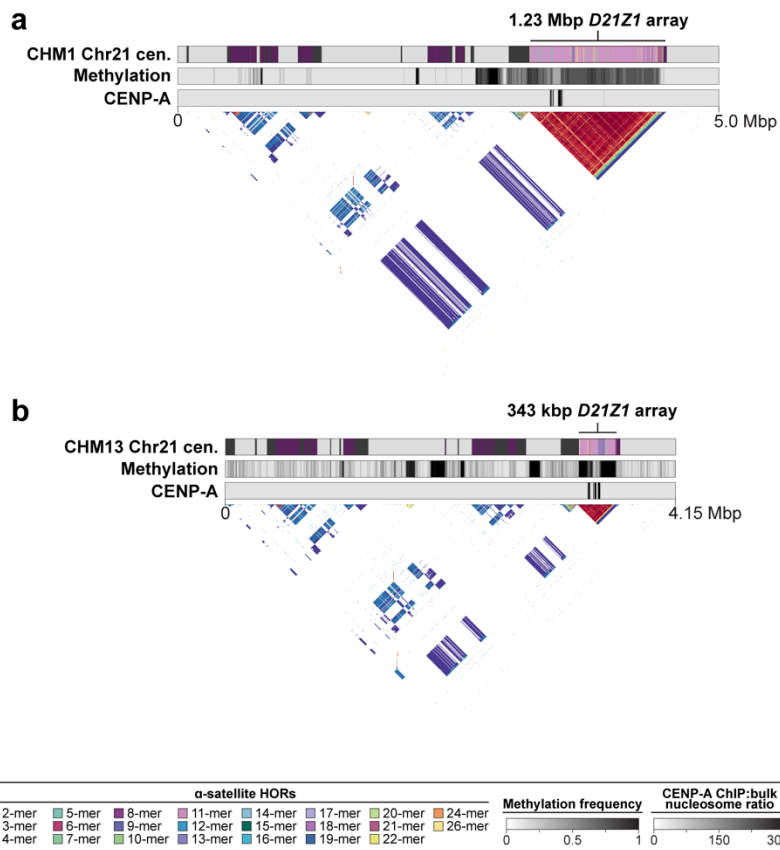 a
1.23 Mbp D21Z1 array
CHM1 Chr21 cen.
Methylation
CENP-A
0
5.0 Mbp
b
343 kbp D21Z1 array
CHM13 Chr21 cen.
Methylation
CENP-A
0
4.15 Mbp
α-satellite HORs
2-mer 5-mer 8-mer 11-mer 14-mer 17-mer 20-mer 24-mer
3-mer 6-mer 9-mer 12-mer 15-mer 18-mer 21-mer 26-mer
4-mer 7-mer 10-mer 13-mer 16-mer 19-mer 22-mer
Methylation frequency
0 0.5 1
CENP-A ChIP:bulk
nucleosome ratio
0 150 30